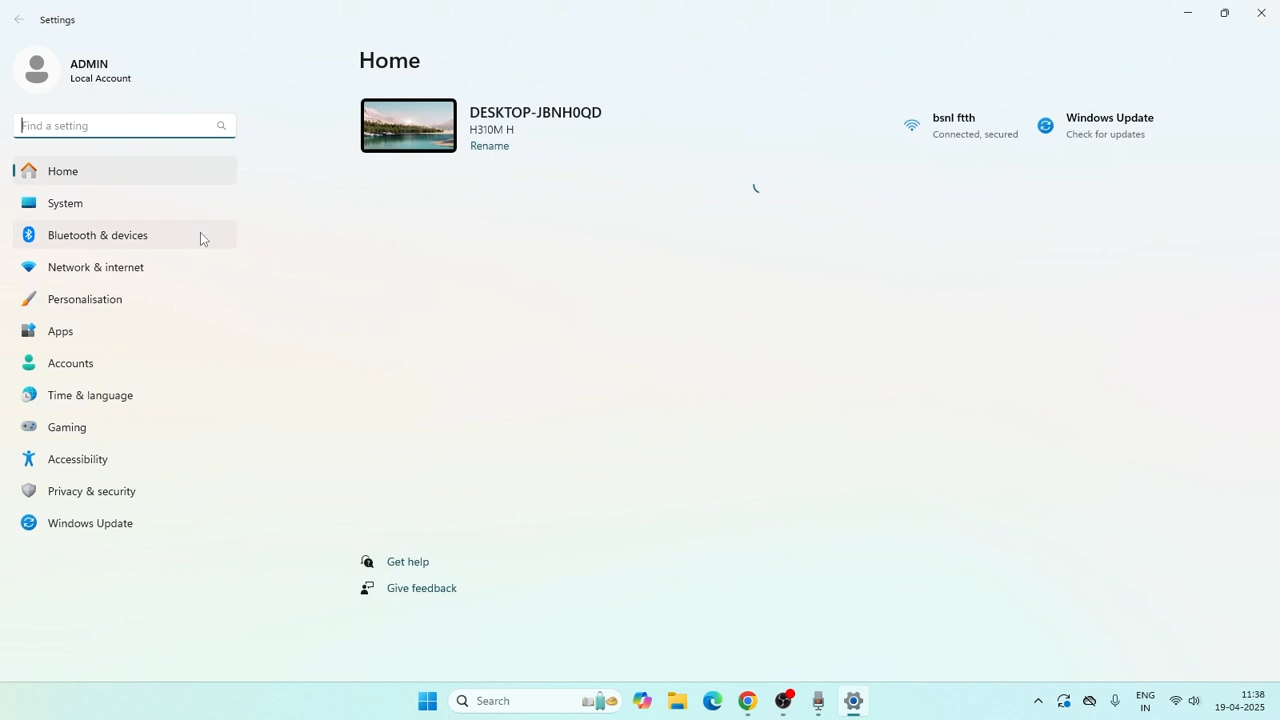 Settings
ADMIN
Local Account
Find a setting
Home
System
Bluetooth & devices
Network & internet
Personalisation
Apps
Accounts
Time & language
Gaming
Accessibility
Privacy & security
Windows Update
Home
DESKTOP-JBNH0QD
H310M H
Rename
bsnl ftth
Connected, secured
Windows Update
Check for updates
Get help
Give feedback
Search
ENG
IN
11:38
19-04-2025